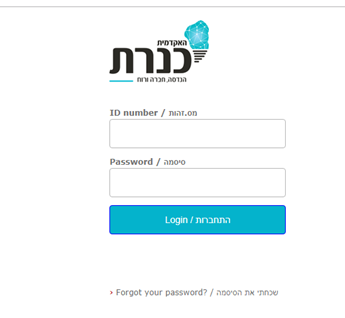 האקדמית
כנרת
הנדסה, חברה ורוח
ID number / מס.זהות
Password / סיסמה
Login / התחברות
› Forgot your password? / שכחתי את הסיסמה